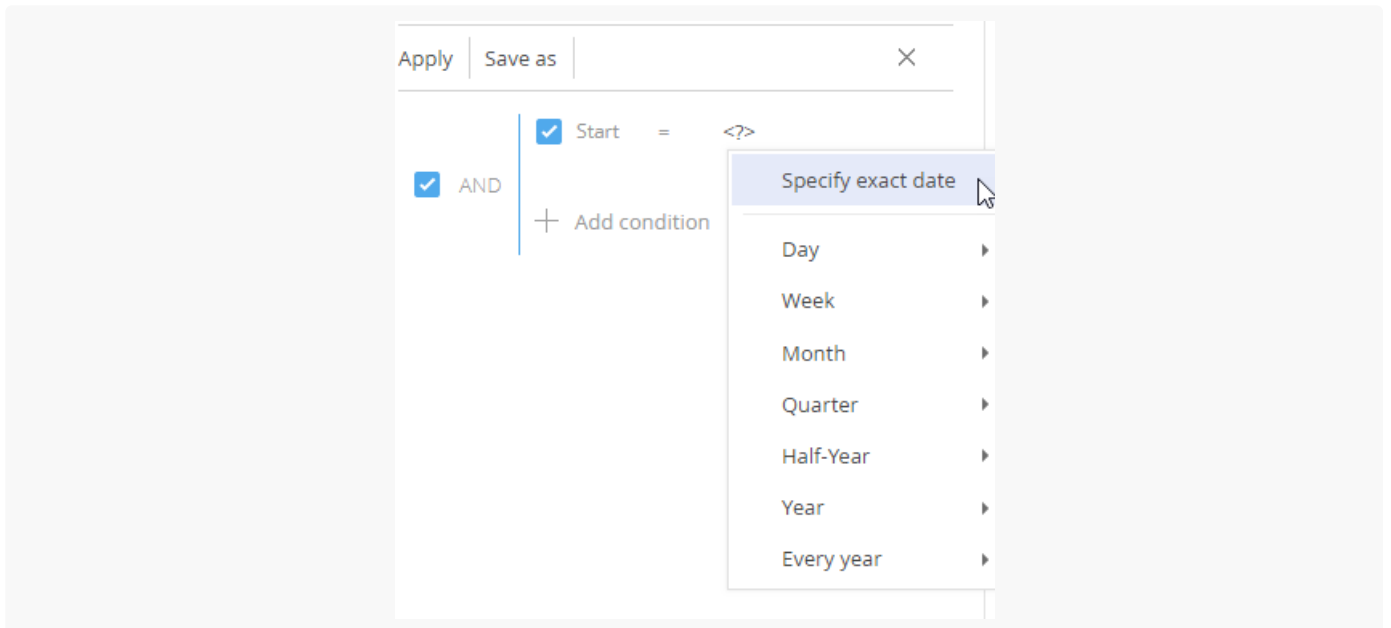 Apply Save as
Start = <?>
Specify exact date
AND
Add condition
Day
Week
Month
Quarter
Half-Year
Year
Every year